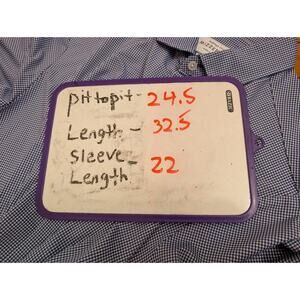 pit to pit - 24.5
Length - 32.5
Sleeve -
Length 22